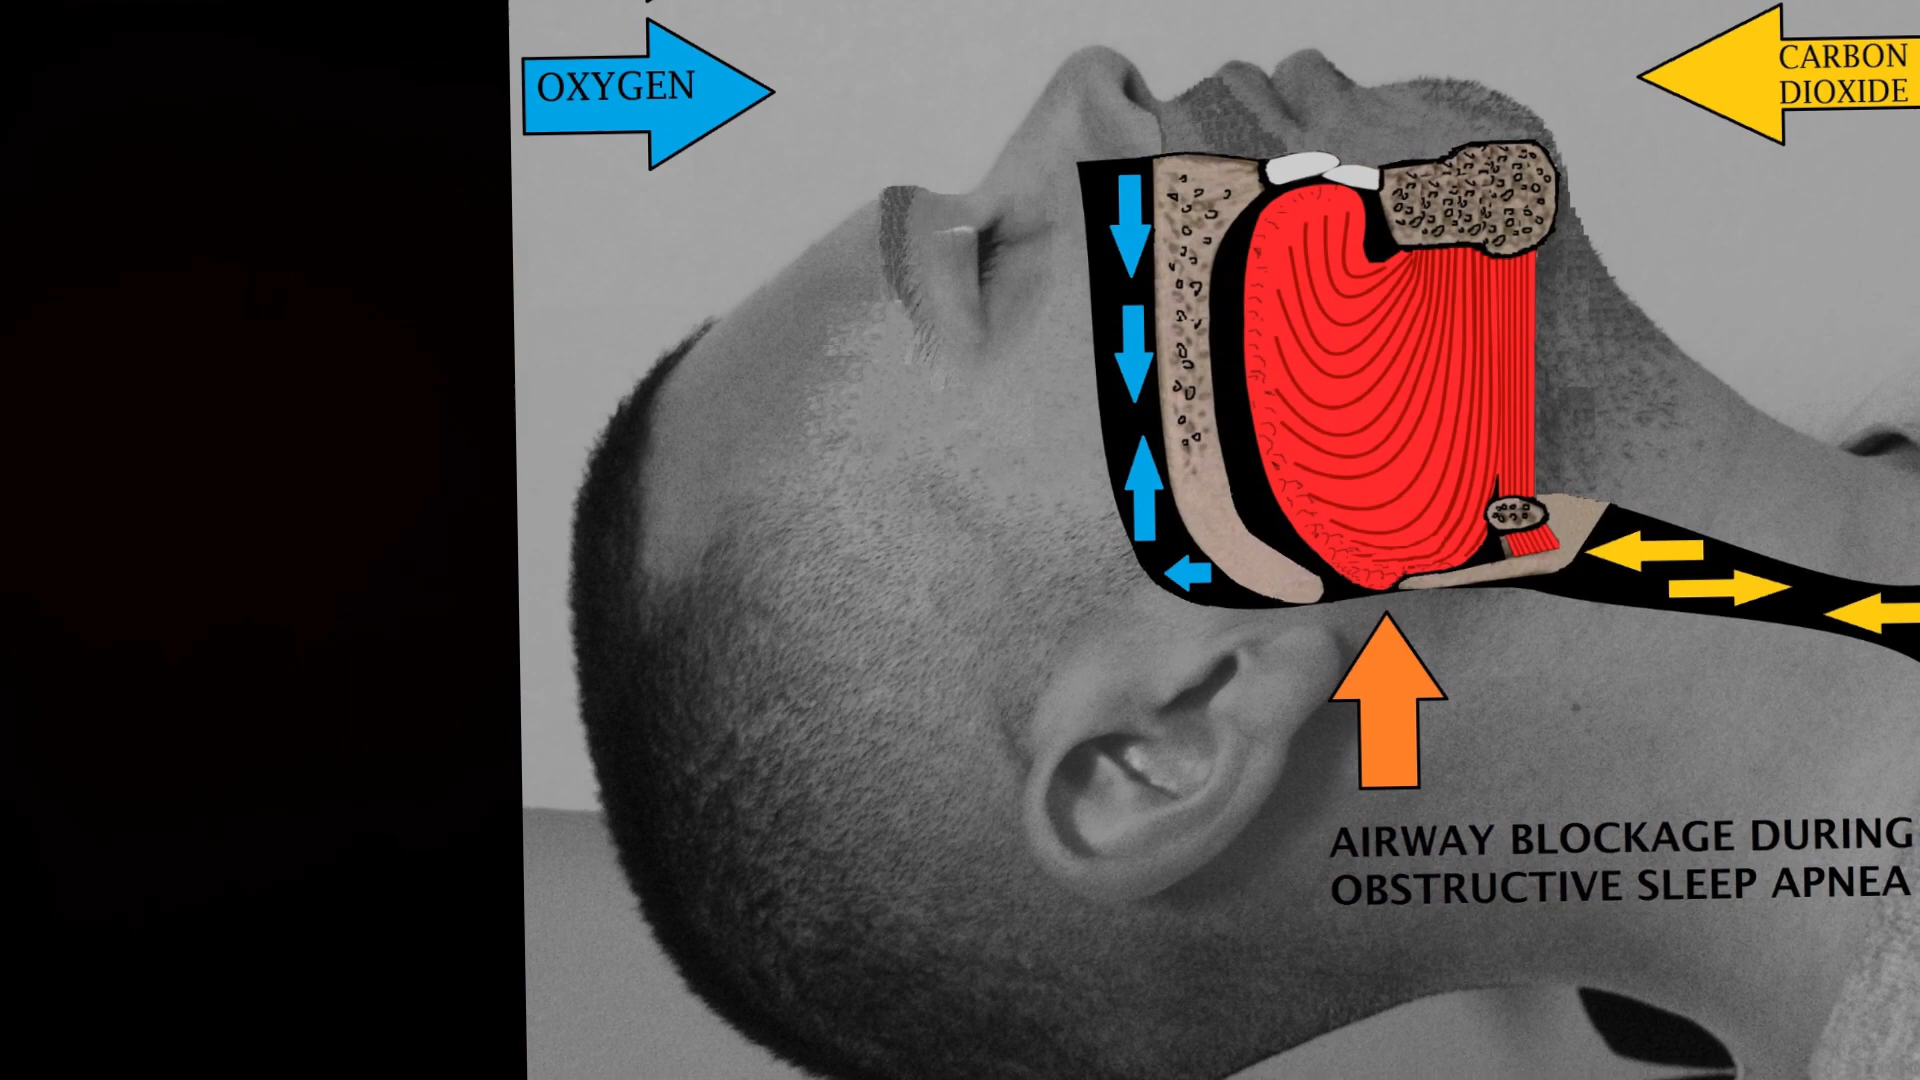 OXYGEN
CARBON
DIOXIDE
AIRWAY BLOCKAGE DURING
OBSTRUCTIVE SLEEP APNEA